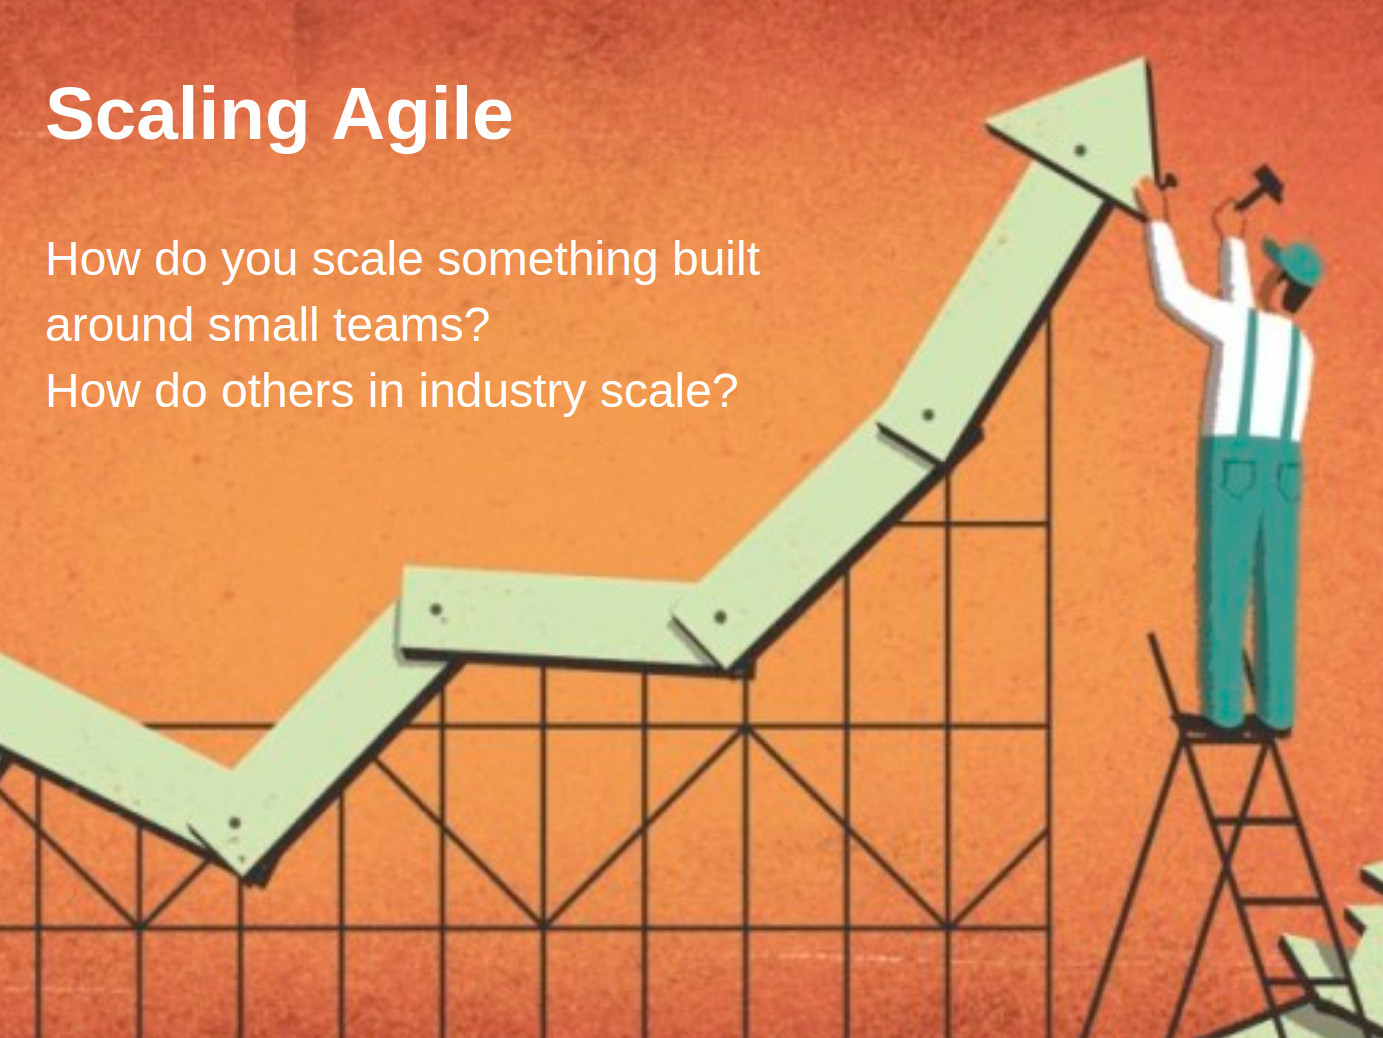 Scaling Agile
How do you scale something built
around small teams?
How do others in industry scale?